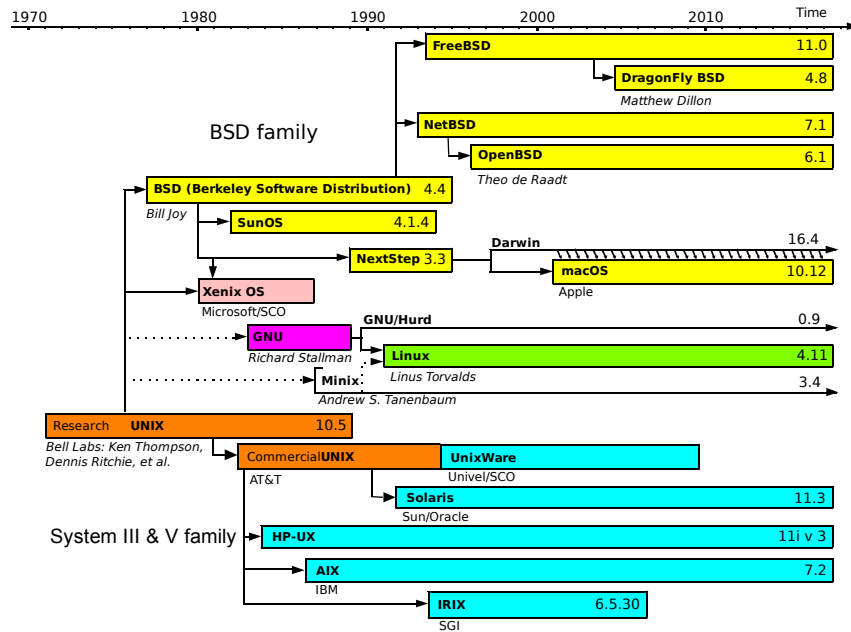 1970 1980 1990 2000 2010 Time
FreeBSD 11.0
DragonFly BSD 4.8
Matthew Dillon
BSD family
NetBSD 7.1
OpenBSD 6.1
Theo de Raadt
BSD (Berkeley Software Distribution) 4.4
Bill Joy
SunOS 4.1.4
Darwin 16.4
NextStep 3.3
macOS 10.12
Apple
Xenix OS
Microsoft/SCO
GNU/Hurd 0.9
GNU
Richard Stallman
Linux 4.11
Linus Torvalds
Minix 3.4
Andrew S. Tanenbaum
Research UNIX 10.5
Bell Labs: Ken Thompson,
Dennis Ritchie, et al.
CommercialUNIX UnixWare
AT&T Univel/SCO
Solaris 11.3
Sun/Oracle
System III & V family
HP-UX 11i v 3
AIX 7.2
IBM
IRIX 6.5.30
SGI